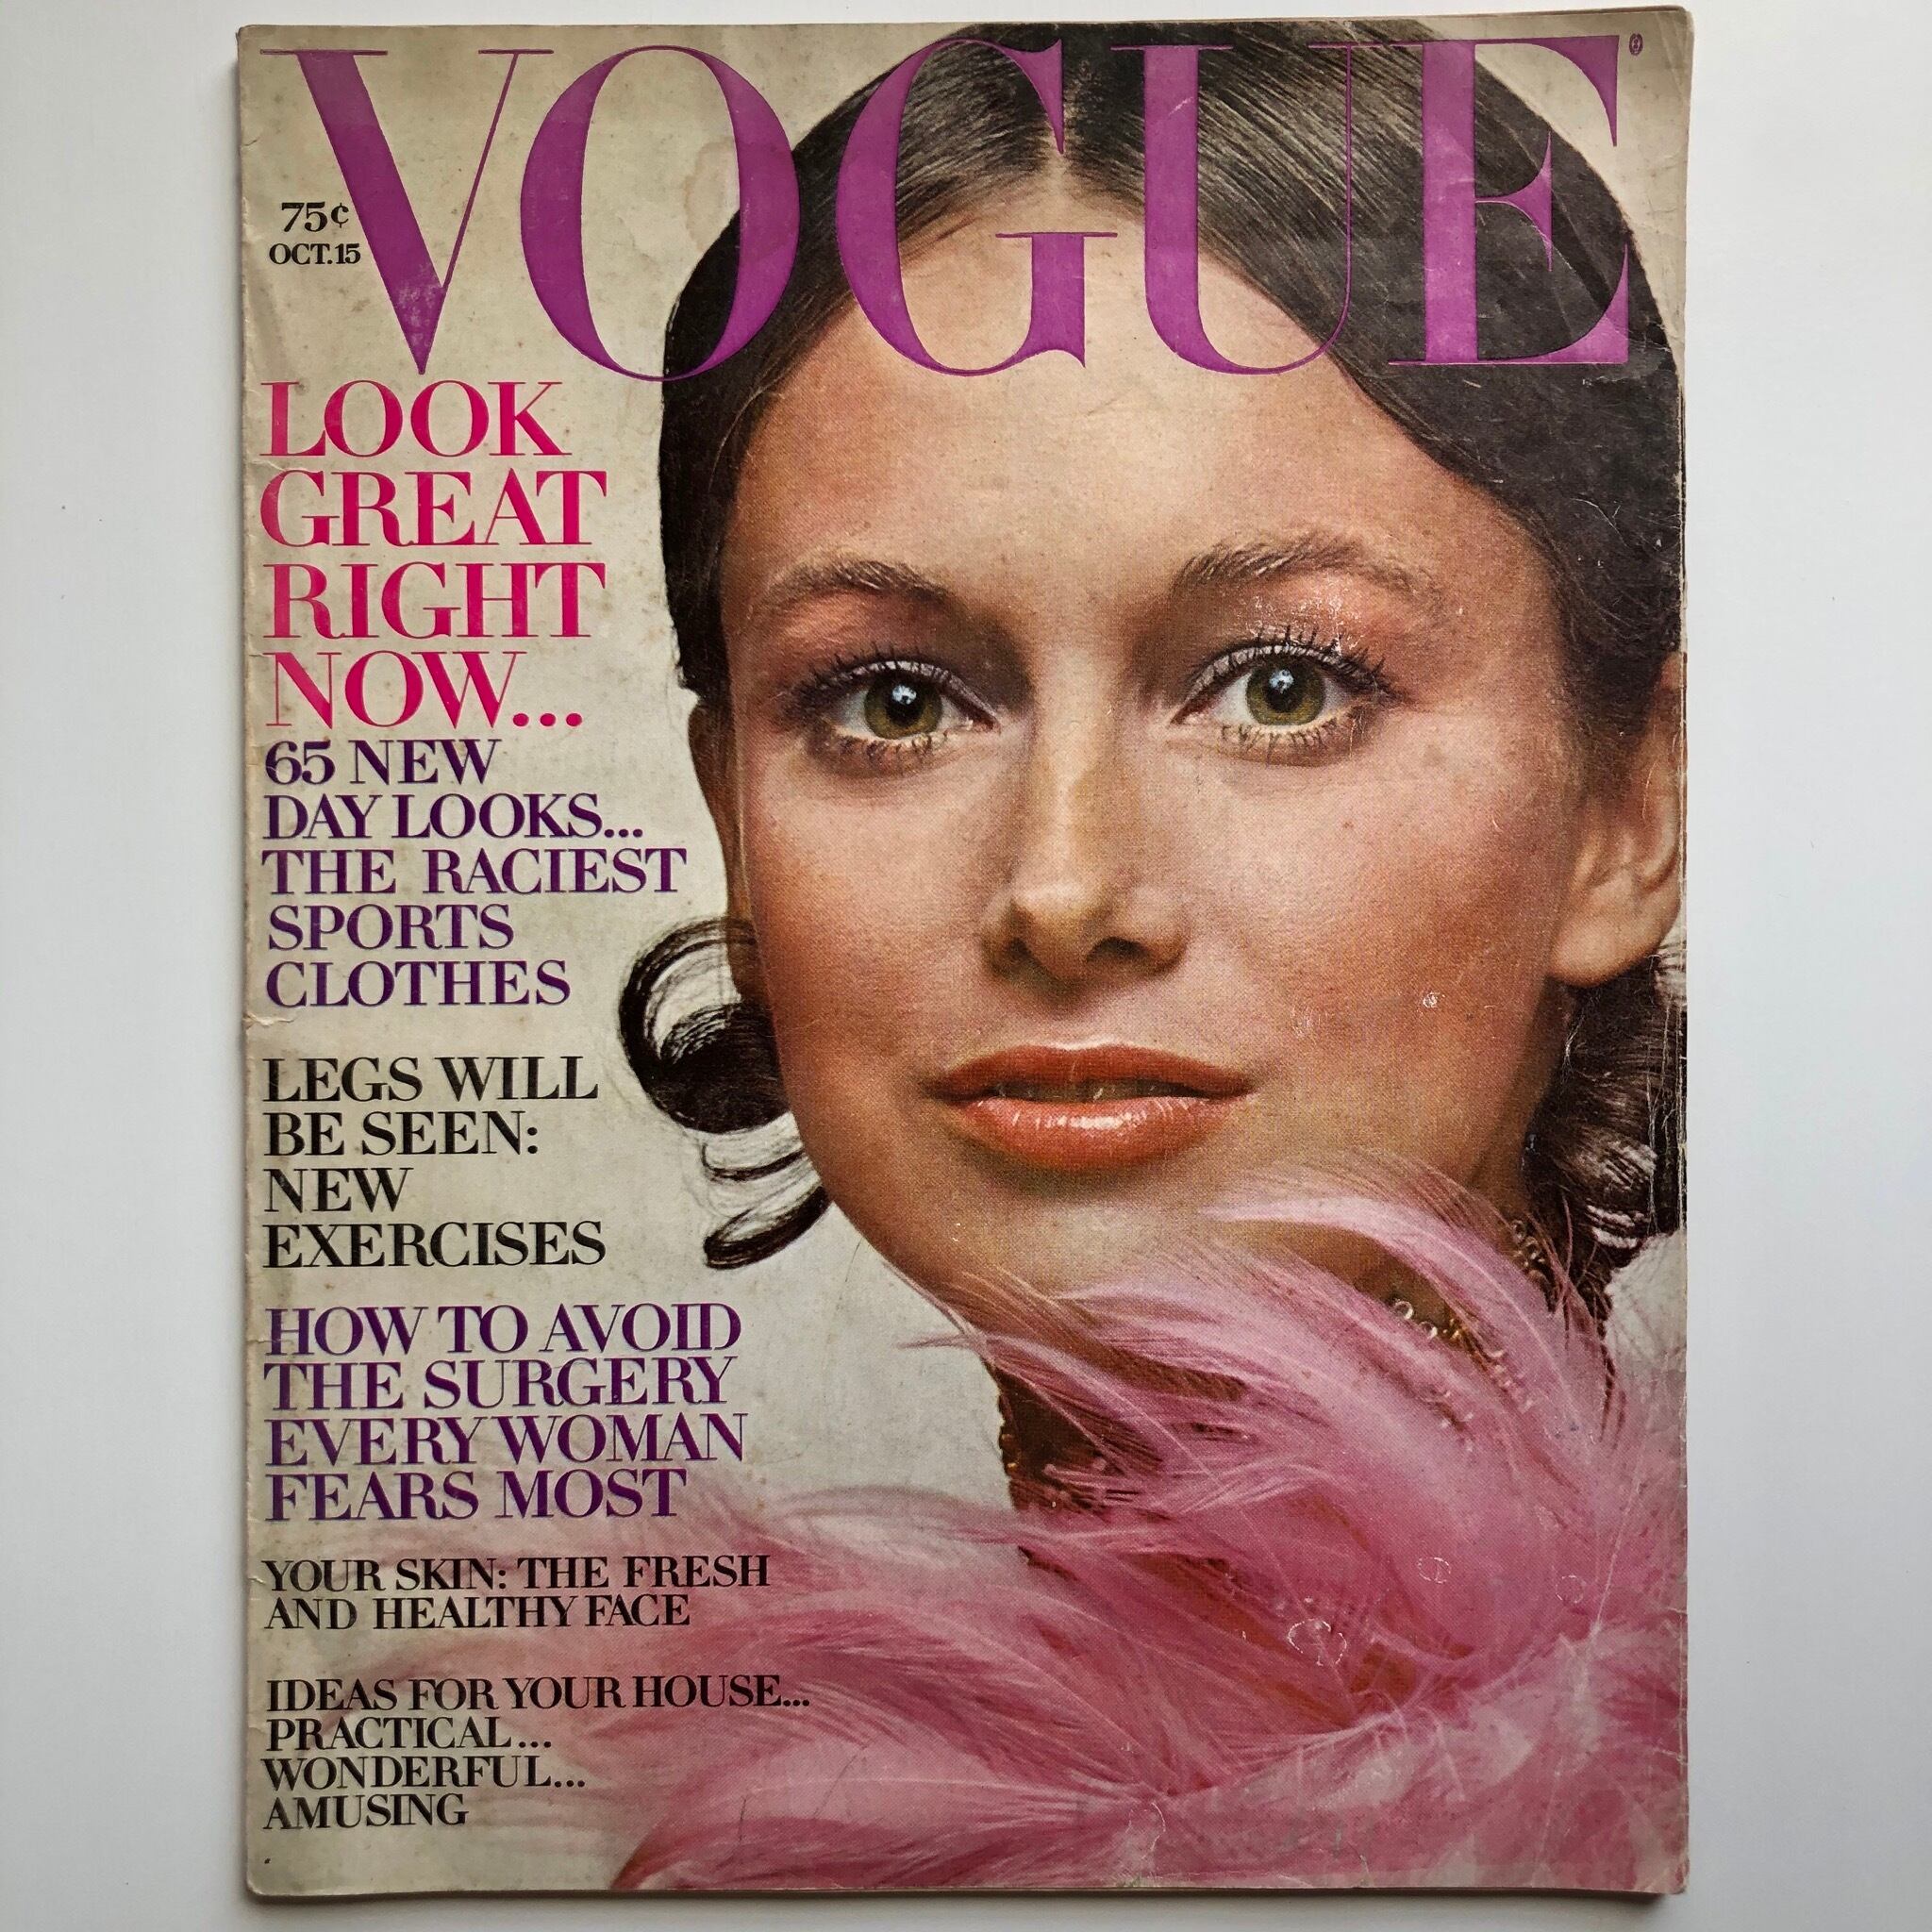 VOGUE
75¢
OCT.15
LOOK
GREAT
RIGHT
NOW...
65 NEW
DAY LOOKS...
THE RACIEST
SPORTS
CLOTHES
LEGS WILL
BE SEEN:
NEW
EXERCISES
HOW TO AVOID
THE SURGERY
EVERY WOMAN
FEARS MOST
YOUR SKIN: THE FRESH
AND HEALTHY FACE
IDEAS FOR YOUR HOUSE...
PRACTICAL...
WONDERFUL...
AMUSING